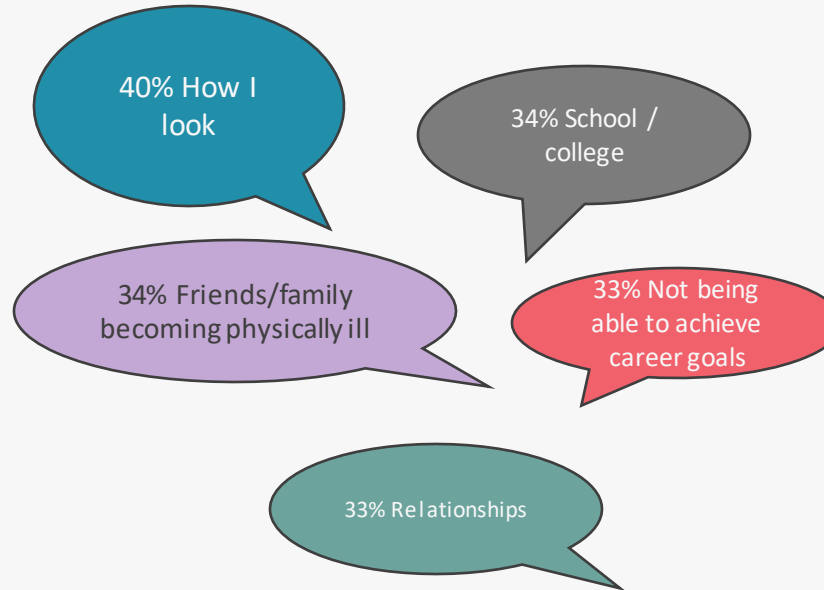 40% How I
look
34% School /
college
34% Friends/family
becoming physically ill
33% Not being
able to achieve
career goals
33% Relationships